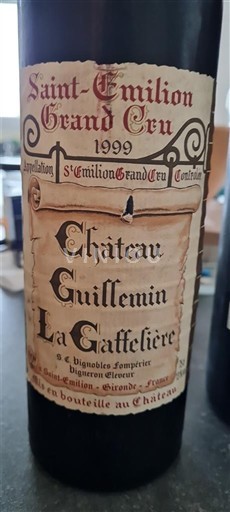 Saint-Emilion
Grand Cru
1999
Appellation St Emilion Grand Cru Contrôlée
Château
Guillemin
La Gaffelière
S C Vignobles Fompérier
Vigneron Eleveur
Saint-Emilion - Gironde - France
Mis en bouteille au Château